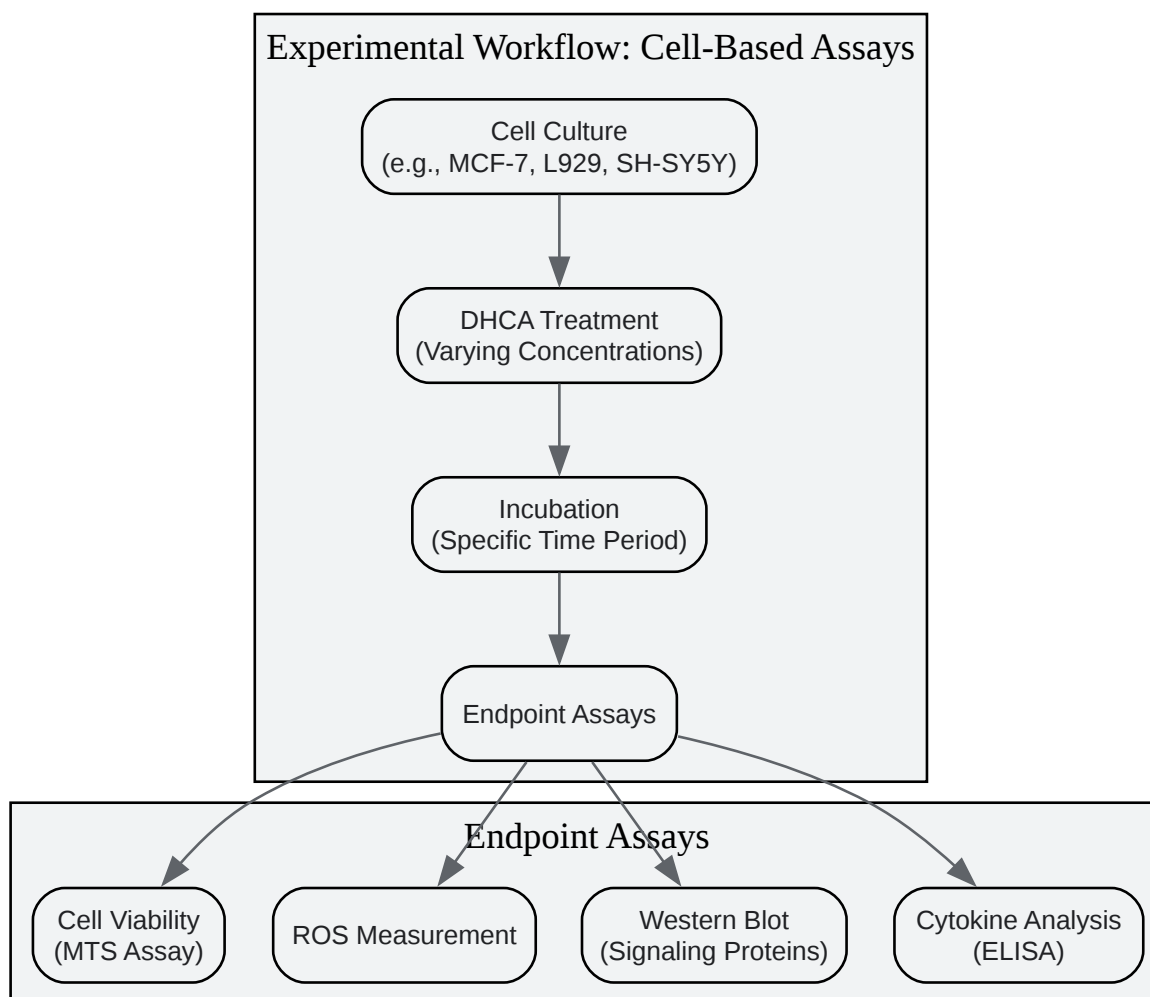 Experimental Workflow: Cell-Based Assays
Cell Culture
(e.g., MCF-7, L929, SH-SY5Y)
DHCA Treatment
(Varying Concentrations)
Incubation
(Specific Time Period)
Endpoint Assays
Endpoint Assays
Cell Viability
(MTS Assay)
ROS Measurement
Western Blot
(Signaling Proteins)
Cytokine Analysis
(ELISA)